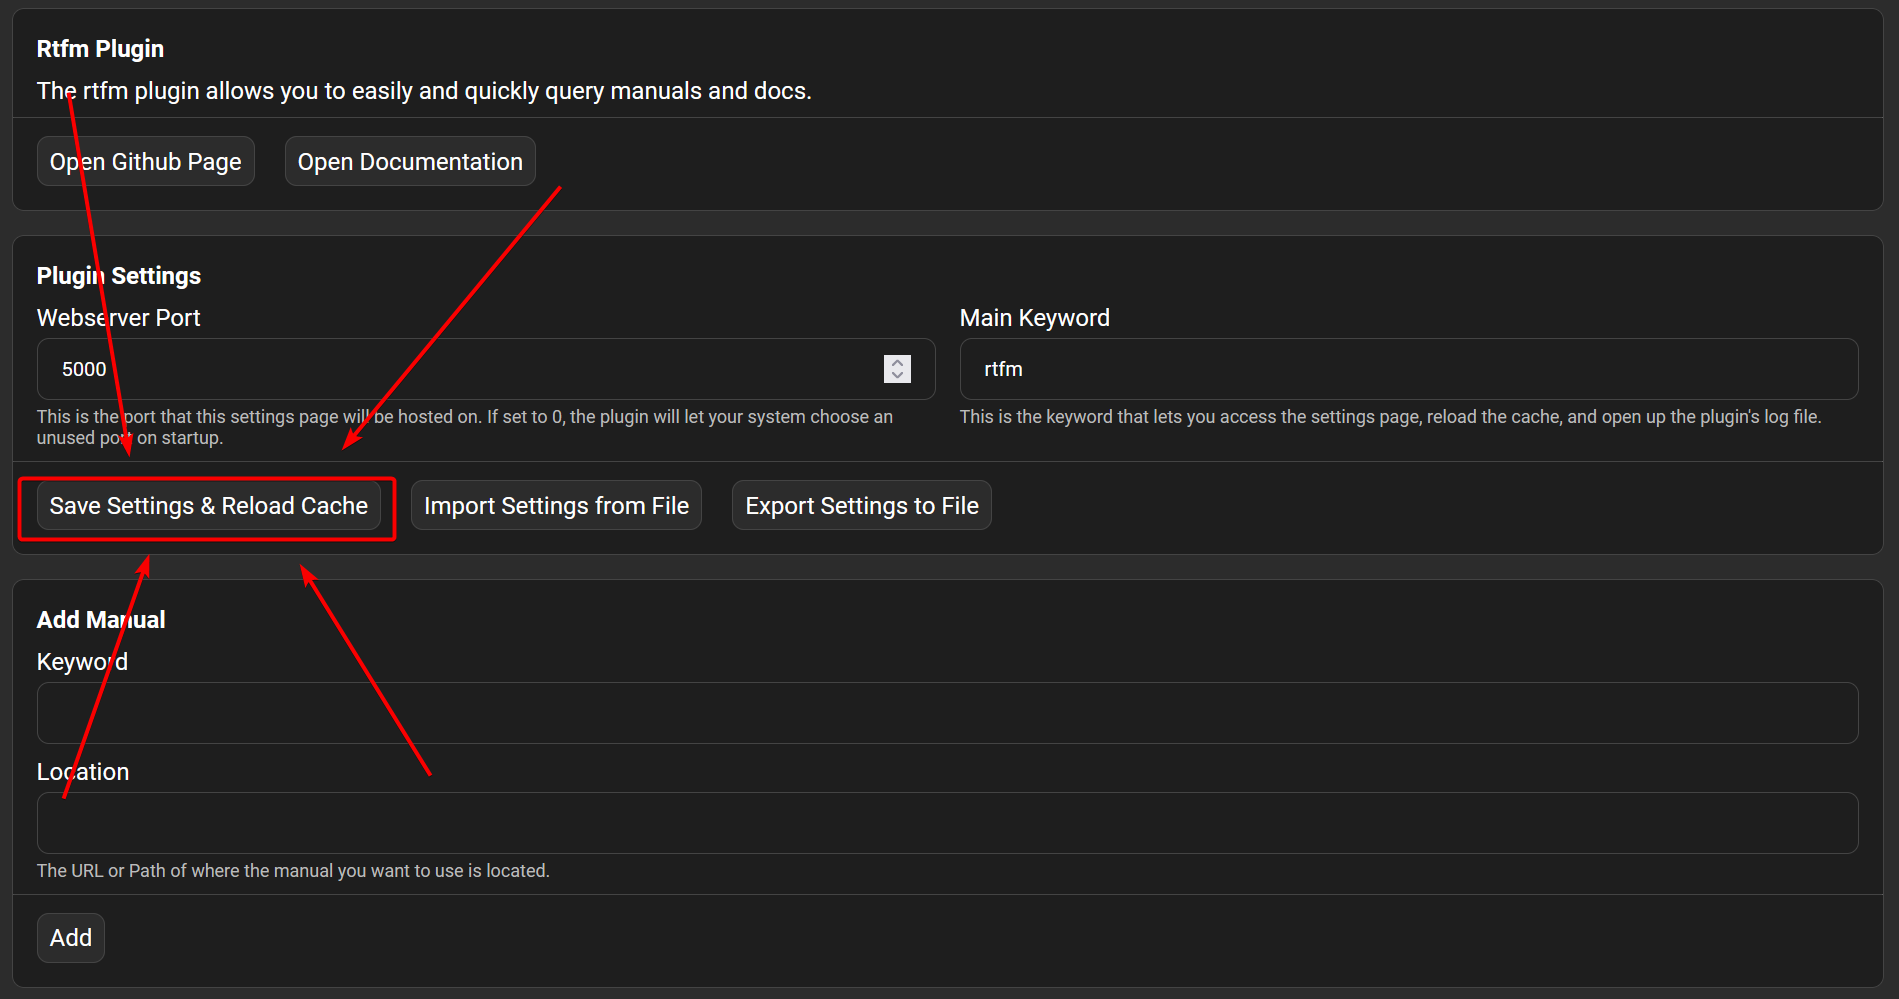 Rtfm Plugin
The rtfm plugin allows you to easily and quickly query manuals and docs.
Open Github Page
Open Documentation
Plugin Settings
Webserver Port
Main Keyword
5000
rtfm
This is the port that this settings page will be hosted on. If set to 0, the plugin will let your system choose an
unused port on startup.
This is the keyword that lets you access the settings page, reload the cache, and open up the plugin's log file.
Save Settings & Reload Cache
Import Settings from File
Export Settings to File
Add Manual
Keyword
Location
The URL or Path of where the manual you want to use is located.
Add